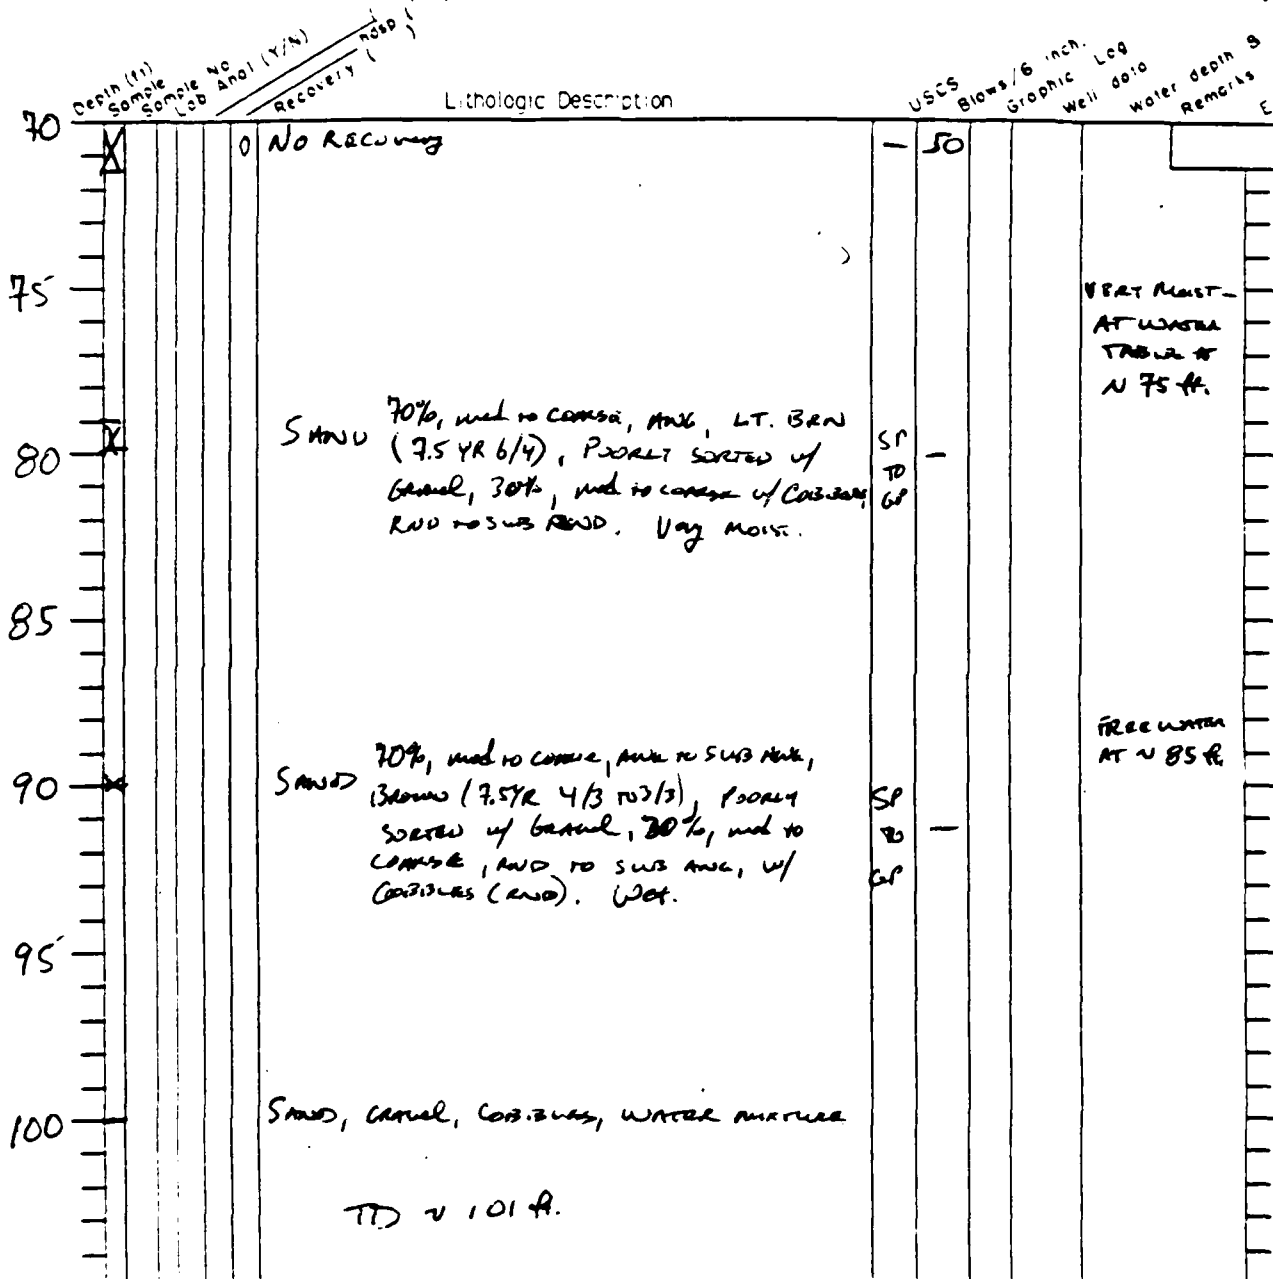 Depth (ft)
Sample
Sample No
Lab Anal (Y/N)
Recovery (
hdsp (
)
Lithologic Description
USCS
Blows/6 inch.
Graphic Log
Well data
Water depth &
Remarks
E
70
0 No Recovery - 50
75
VERY MOIST -
AT WATER
TABLE
~ 75 ft.
SAND 70%, med to COARSE, ANG, LT. BRN
(7.5 YR 6/4), POORLY SORTED w/
Gravel, 30%, med to coarse w/ Cobbles,
RND TO SUB RND. Very MOIST.
SP
TO
GP
80
-
85
FREE WATER
AT ~ 85 ft
90
SAND 70%, med to coarse, ANG TO SUB ANG,
BROWN (7.5YR 4/3 TO 3/3), POORLY
SORTED w/ GRAVEL, 30%, med to
COARSE, RND TO SUB ANG, W/
COBBLES (RND). Wet.
SP
TO
GP
-
95
100
SAND, GRAVEL, COBBLES, WATER MIXTURE
TD ~ 101 ft.